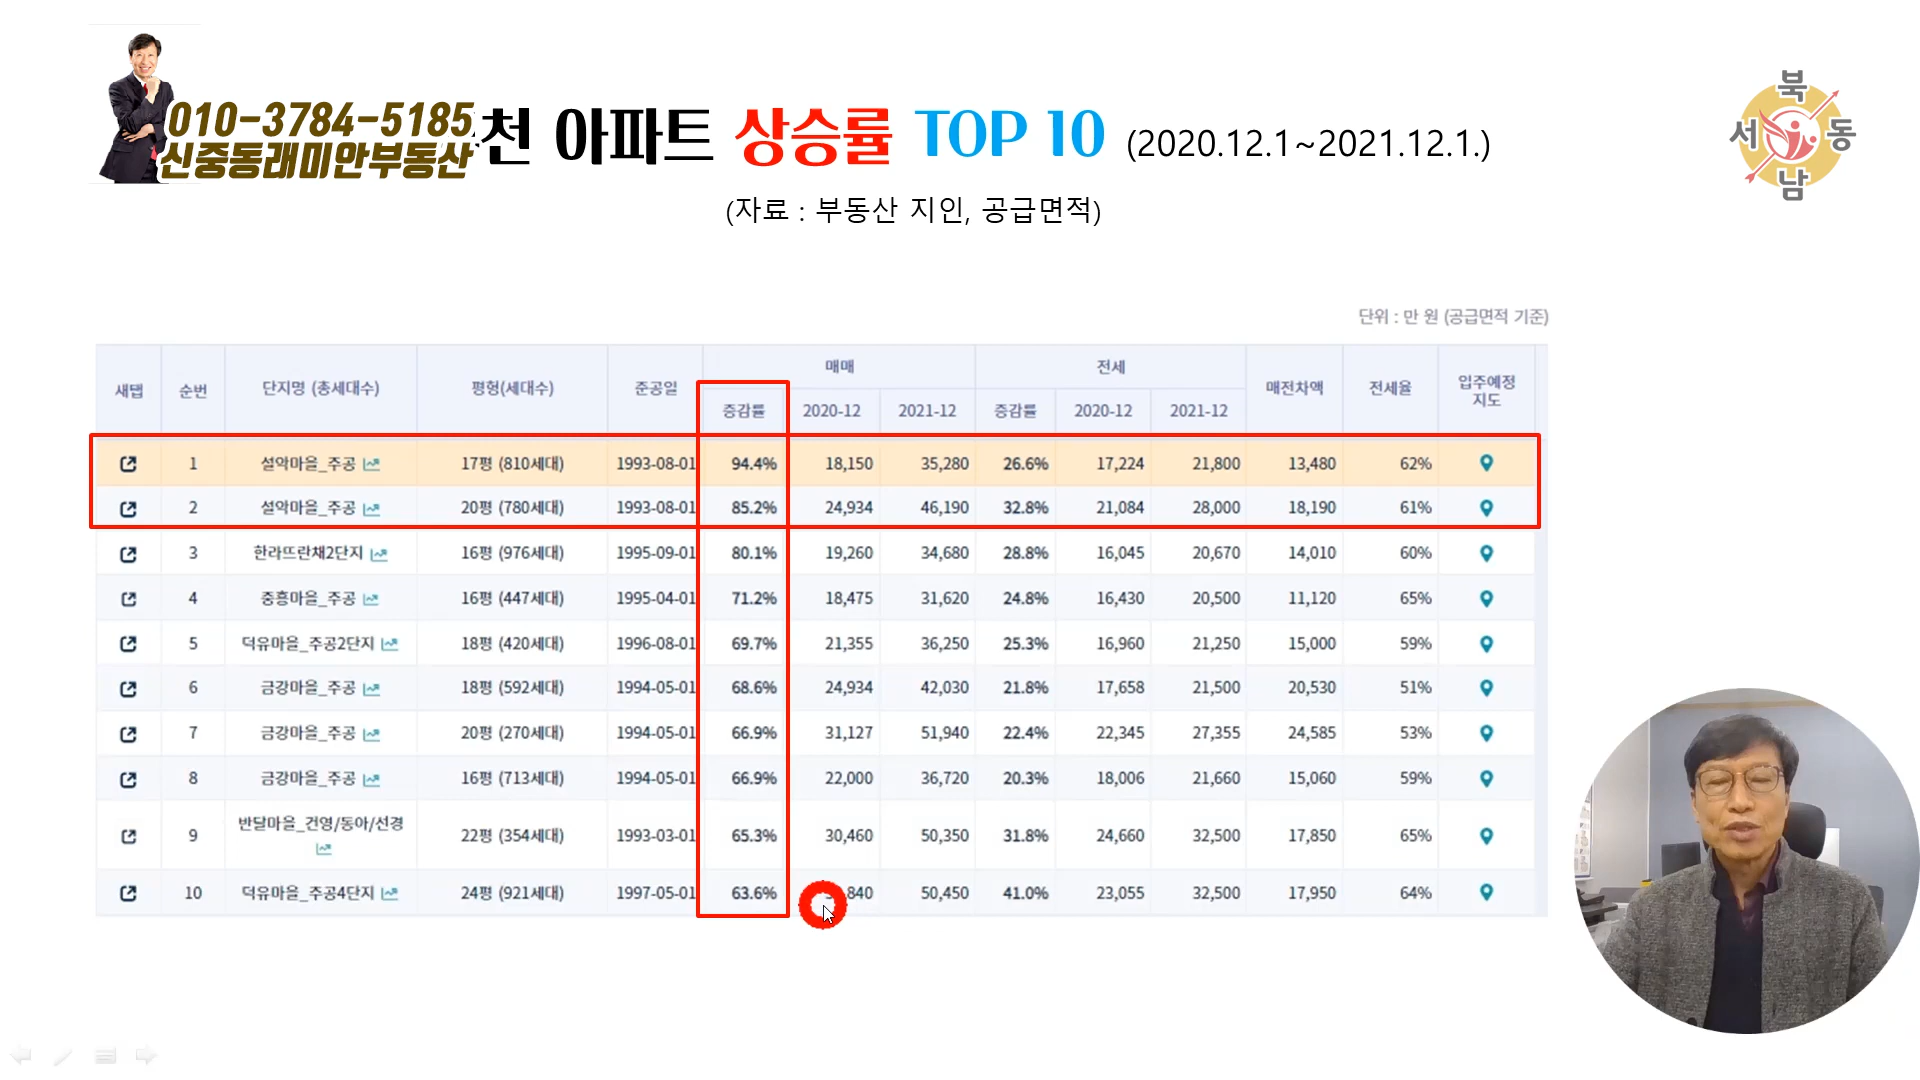 010-3784-5185
신중동래미안부동산
천 아파트 상승률 TOP 10 (2020.12.1~2021.12.1.)
(자료 : 부동산 지인, 공급면적)
북
서 동
남
단위 : 만 원 (공급면적 기준)
새탭 순번 단지명 (총세대수) 평형(세대수) 준공일 매매 전세 매전차액 전세율 입주예정 지도
증감률 2020-12 2021-12 증감률 2020-12 2021-12
1 설악마을_주공 17평 (810세대) 1993-08-01 94.4% 18,150 35,280 26.6% 17,224 21,800 13,480 62%
2 설악마을_주공 20평 (780세대) 1993-08-01 85.2% 24,934 46,190 32.8% 21,084 28,000 18,190 61%
3 한라뜨란채2단지 16평 (976세대) 1995-09-01 80.1% 19,260 34,680 28.8% 16,045 20,670 14,010 60%
4 중흥마을_주공 16평 (447세대) 1995-04-01 71.2% 18,475 31,620 24.8% 16,430 20,500 11,120 65%
5 덕유마을_주공2단지 18평 (420세대) 1996-08-01 69.7% 21,355 36,250 25.3% 16,960 21,250 15,000 59%
6 금강마을_주공 18평 (592세대) 1994-05-01 68.6% 24,934 42,030 21.8% 17,658 21,500 20,530 51%
7 금강마을_주공 20평 (270세대) 1994-05-01 66.9% 31,127 51,940 22.4% 22,345 27,355 24,585 53%
8 금강마을_주공 16평 (713세대) 1994-05-01 66.9% 22,000 36,720 20.3% 18,006 21,660 15,060 59%
9 반달마을_건영/동아/선경 22평 (354세대) 1993-03-01 65.3% 30,460 50,350 31.8% 24,660 32,500 17,850 65%
10 덕유마을_주공4단지 24평 (921세대) 1997-05-01 63.6% 840 50,450 41.0% 23,055 32,500 17,950 64%